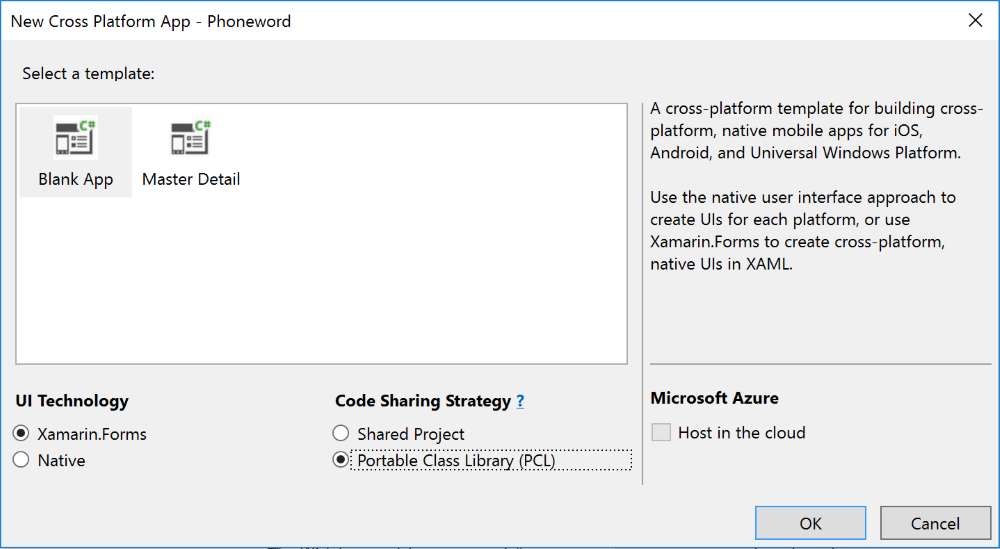 New Cross Platform App - Phoneword
Select a template:
C#
Blank App
C#
Master Detail
A cross-platform template for building cross-
platform, native mobile apps for iOS,
Android, and Universal Windows Platform.
Use the native user interface approach to
create UIs for each platform, or use
Xamarin.Forms to create cross-platform,
native UIs in XAML.
UI Technology
Xamarin.Forms
Native
Code Sharing Strategy ?
Shared Project
Portable Class Library (PCL)
Microsoft Azure
Host in the cloud
OK
Cancel